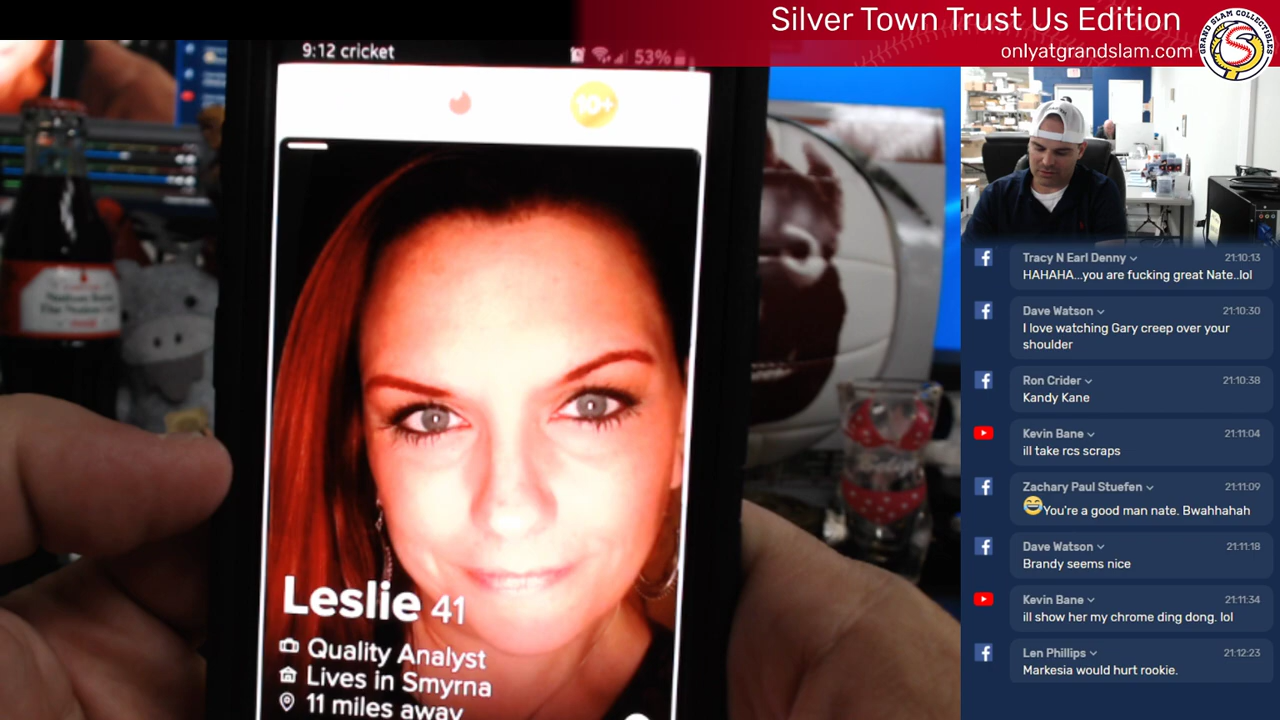 Silver Town Trust Us Edition
onlyatgrandslam.com
GRAND SLAM COLLECTIBLES
S
9:12 cricket
53%
10+
Leslie 41
Quality Analyst
Lives in Smyrna
11 miles away
Tracy N Earl Denny 21:10:13
HAHAHA...you are fucking great Nate..lol
Dave Watson 21:10:30
I love watching Gary creep over your
shoulder
Ron Crider 21:10:38
Kandy Kane
Kevin Bane 21:11:04
ill take rcs scraps
Zachary Paul Stuefen 21:11:09
😂You're a good man nate. Bwahhahah
Dave Watson 21:11:18
Brandy seems nice
Kevin Bane 21:11:34
ill show her my chrome ding dong. lol
Len Phillips 21:12:23
Markesia would hurt rookie.